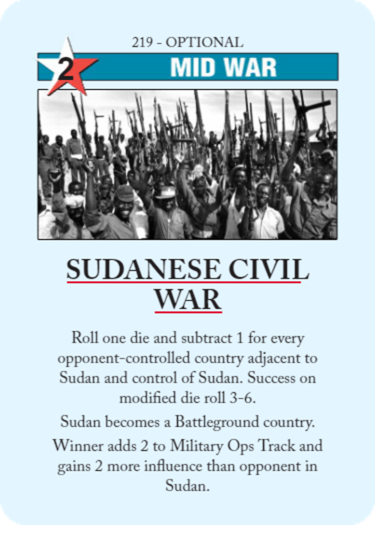 219 - OPTIONAL
2 MID WAR
SUDANESE CIVIL
WAR
Roll one die and subtract 1 for every
opponent-controlled country adjacent to
Sudan and control of Sudan. Success on
modified die roll 3-6.
Sudan becomes a Battleground country.
Winner adds 2 to Military Ops Track and
gains 2 more influence than opponent in
Sudan.